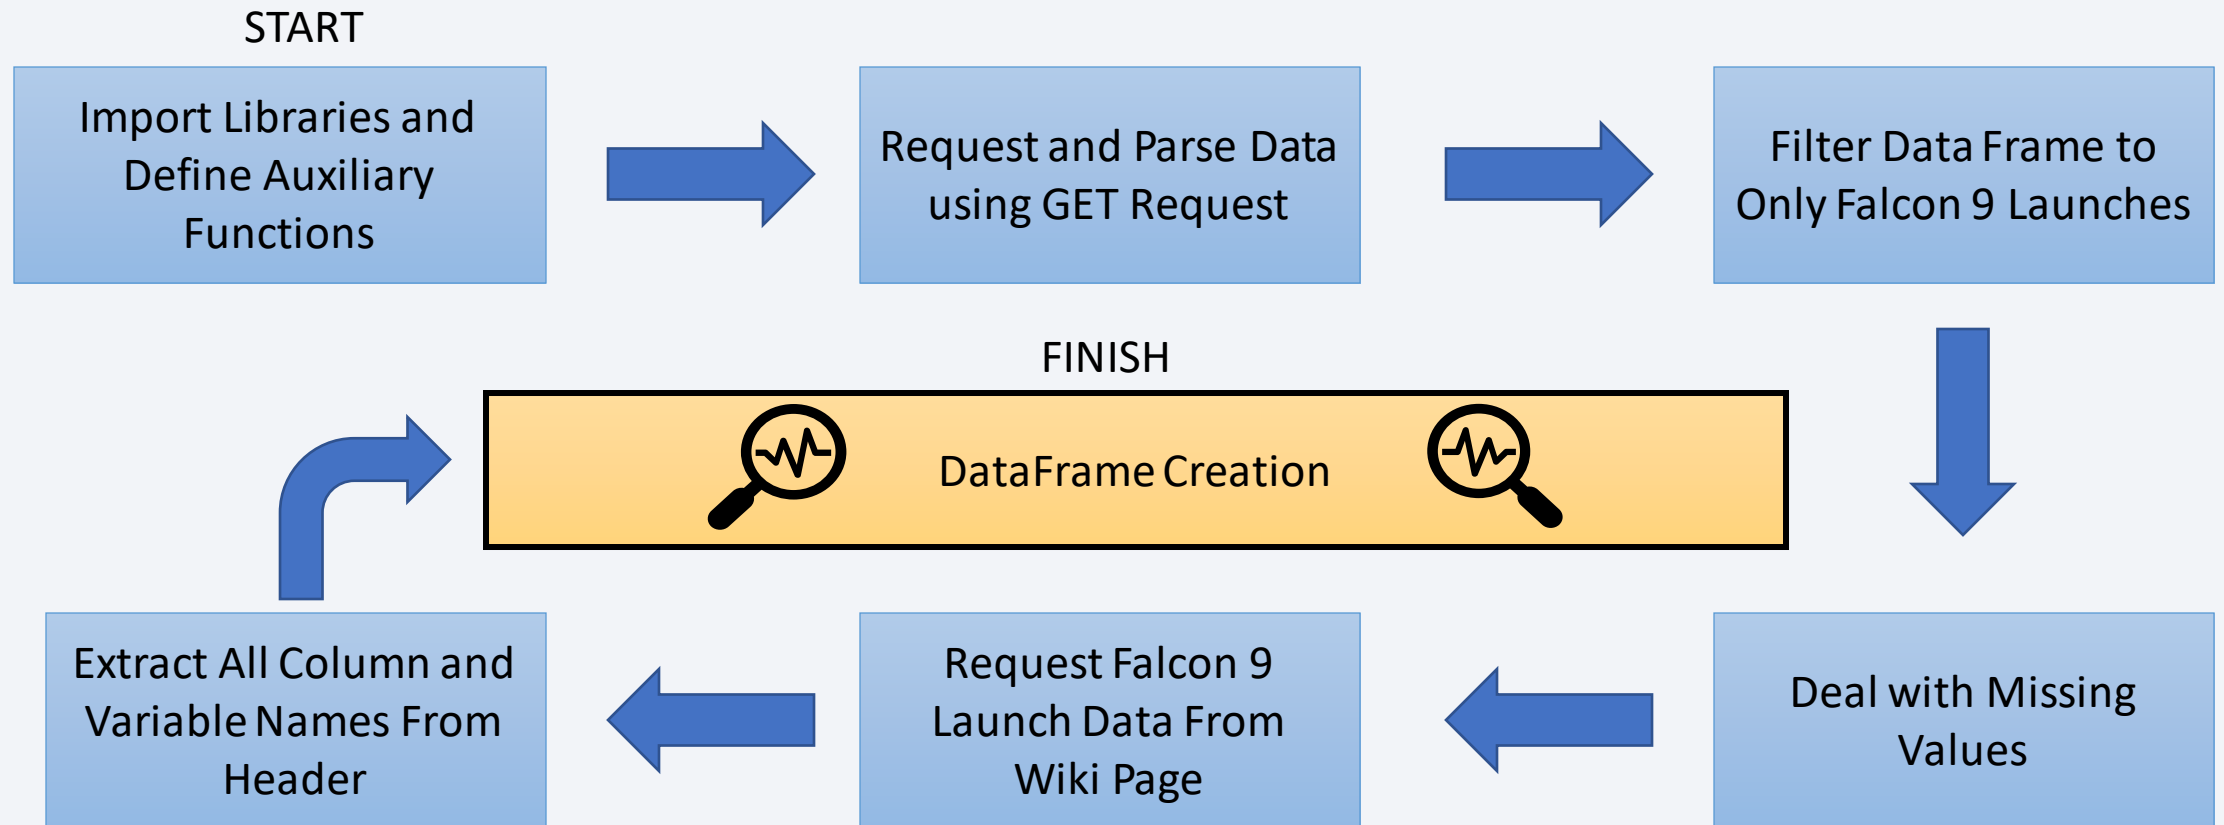 START
Import Libraries and
Define Auxiliary
Functions
Request and Parse Data
using GET Request
Filter Data Frame to
Only Falcon 9 Launches
FINISH
DataFrame Creation
Extract All Column and
Variable Names From
Header
Request Falcon 9
Launch Data From
Wiki Page
Deal with Missing
Values